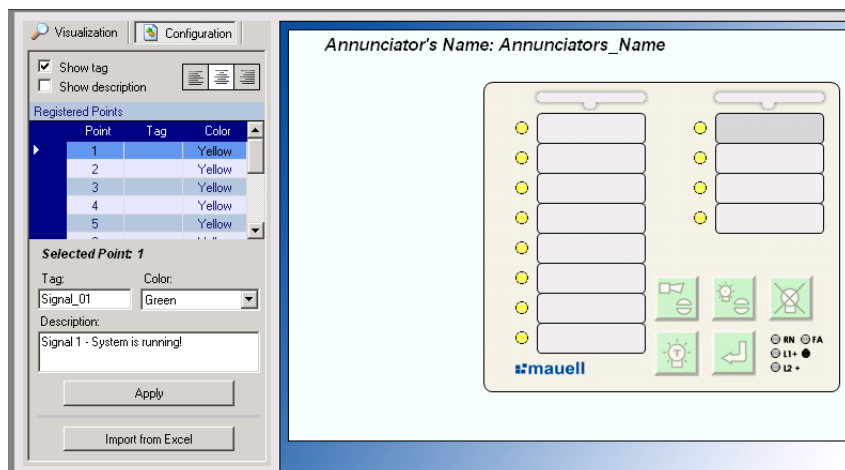 Visualization Configuration
Show tag
Show description
Registered Points
Point Tag Color
1 Yellow
2 Yellow
3 Yellow
4 Yellow
5 Yellow
Selected Point: 1
Tag: Color:
Signal_01 Green
Description:
Signal 1 - System is running!
Apply
Import from Excel
Annunciator's Name: Annunciators_Name
RN FA
L1+
L2 +
T
mauell